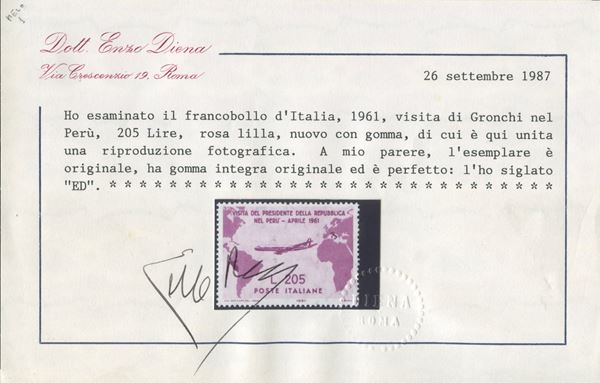 Dott. Enzo Diena
Via Crescenzio 19. Roma
26 settembre 1987
Ho esaminato il francobollo d'Italia, 1961, visita di Gronchi nel
Perù, 205 Lire, rosa lilla, nuovo con gomma, di cui è qui unita
una riproduzione fotografica. A mio parere, l'esemplare è
originale, ha gomma integra originale ed è perfetto: l'ho siglato
"ED". * * * * * * * * * * * * * * * * * * * * * * * * * * * * * *
VISITA DEL PRESIDENTE DELLA REPUBBLICA
NEL PERU' - APRILE 1961
L. 205
POSTE ITALIANE
1961
DIENA
ROMA